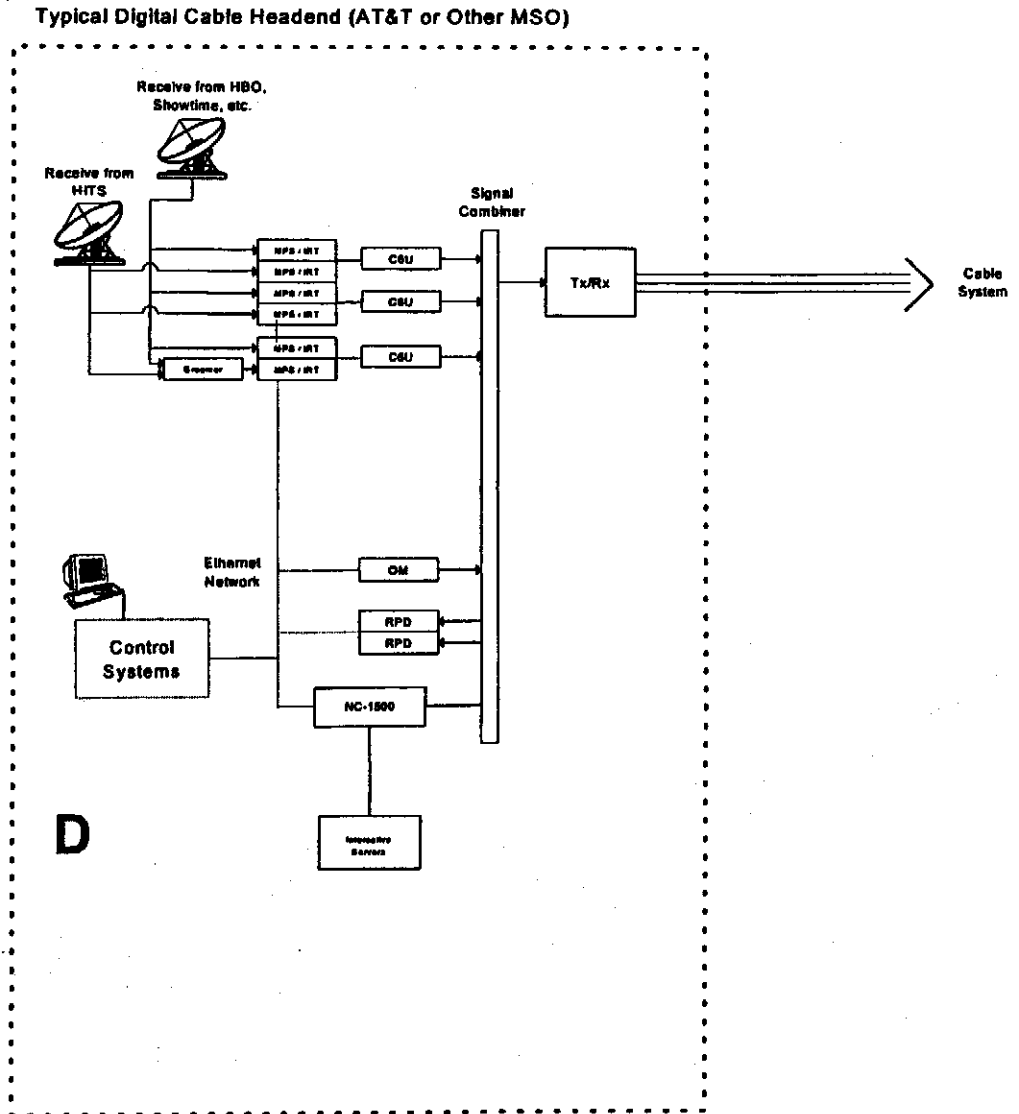 Typical Digital Cable Headend (AT&T or Other MSO)
Receive from HBO,
Showtime, etc.
Receive from
HITS
Signal
Combiner
MPS / IRT
MPS / IRT
MPS / IRT
MPS / IRT
MPS / IRT
MPS / IRT
C6U
C6U
C6U
Groomer
Tx/Rx
Cable
System
Ethernet
Network
OM
RPD
RPD
Control
Systems
NC-1500
Interactive
Servers
D